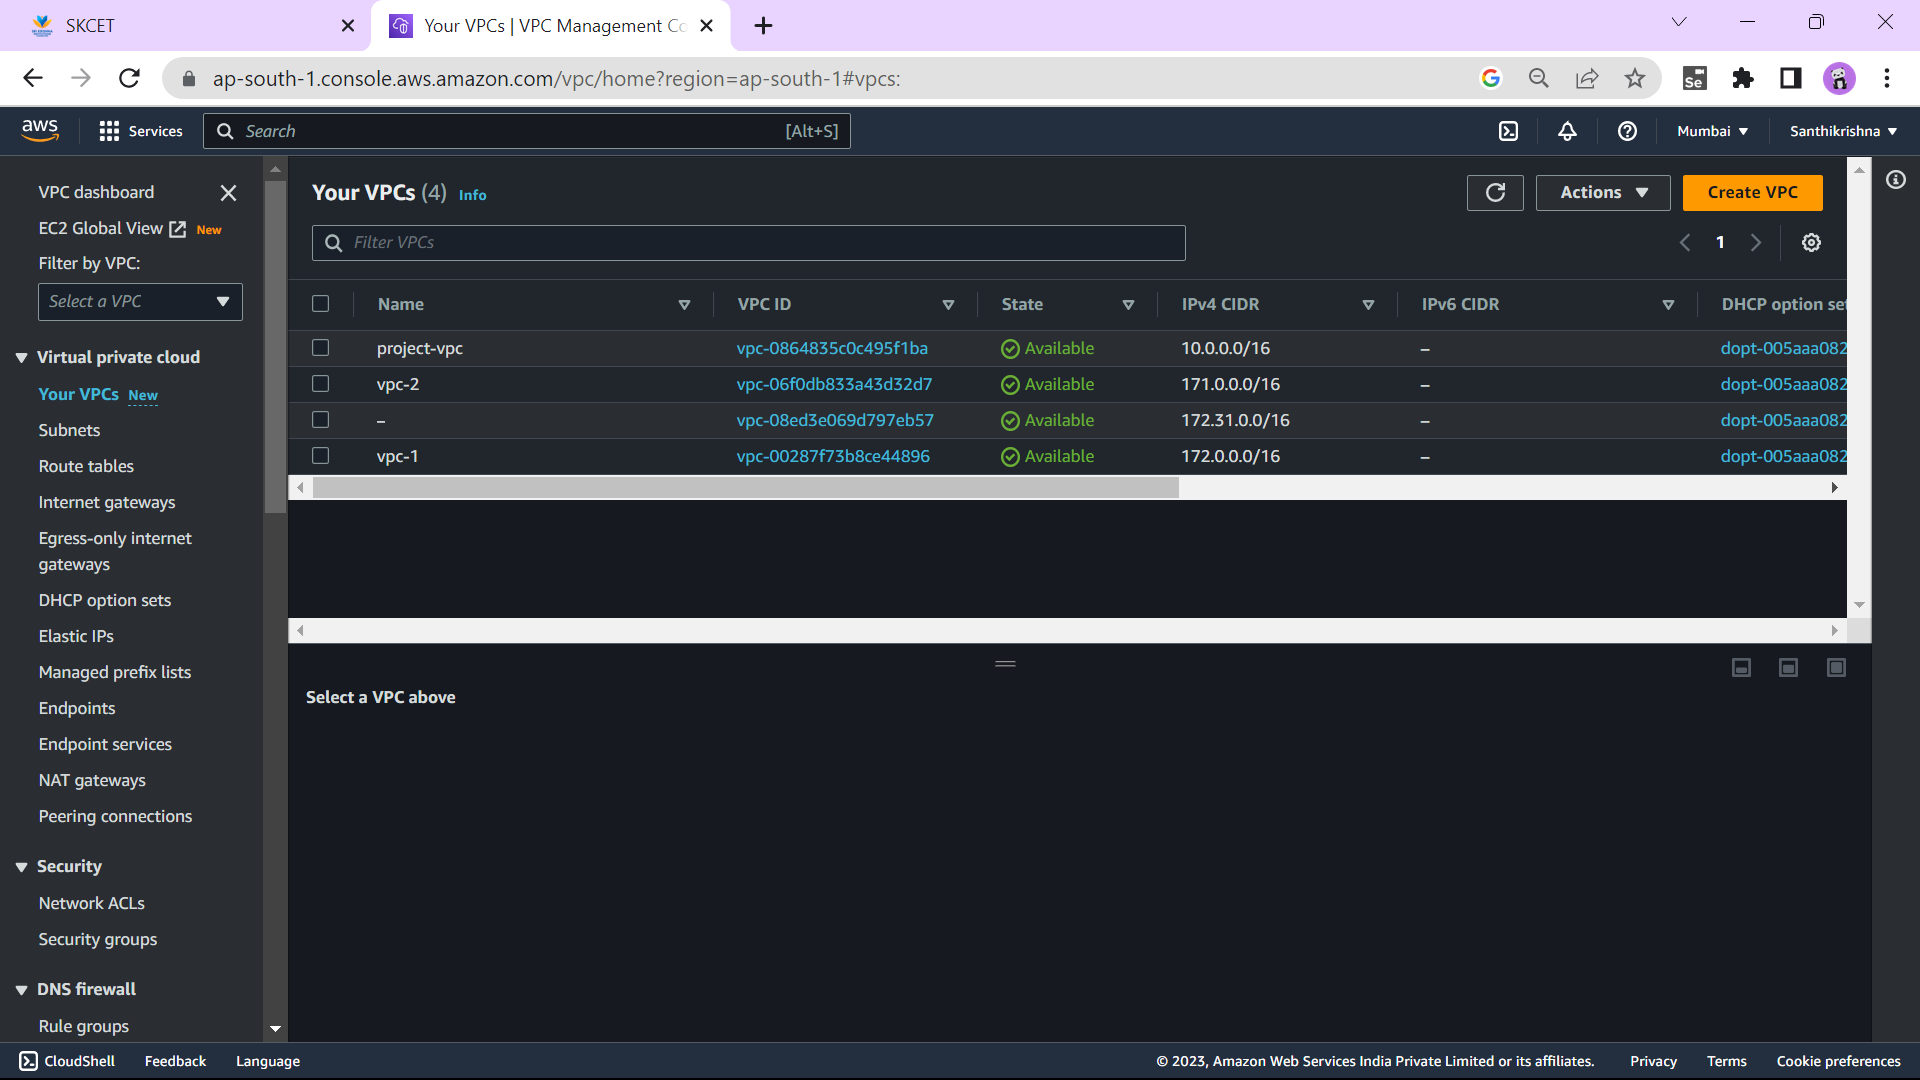 SKCET
Your VPCs | VPC Management Co
ap-south-1.console.aws.amazon.com/vpc/home?region=ap-south-1#vpcs:
Se
aws
Services
Search
[Alt+S]
Mumbai
Santhikrishna
VPC dashboard
EC2 Global View New
Filter by VPC:
Select a VPC
Virtual private cloud
Your VPCs New
Subnets
Route tables
Internet gateways
Egress-only internet
gateways
DHCP option sets
Elastic IPs
Managed prefix lists
Endpoints
Endpoint services
NAT gateways
Peering connections
Security
Network ACLs
Security groups
DNS firewall
Rule groups
Your VPCs (4) Info
Actions
Create VPC
Filter VPCs
1
Name VPC ID State IPv4 CIDR IPv6 CIDR DHCP option set
project-vpc vpc-0864835c0c495f1ba Available 10.0.0.0/16 – dopt-005aaa082
vpc-2 vpc-06f0db833a43d32d7 Available 171.0.0.0/16 – dopt-005aaa082
– vpc-08ed3e069d797eb57 Available 172.31.0.0/16 – dopt-005aaa082
vpc-1 vpc-00287f73b8ce44896 Available 172.0.0.0/16 – dopt-005aaa082
Select a VPC above
CloudShell Feedback Language © 2023, Amazon Web Services India Private Limited or its affiliates. Privacy Terms Cookie preferences